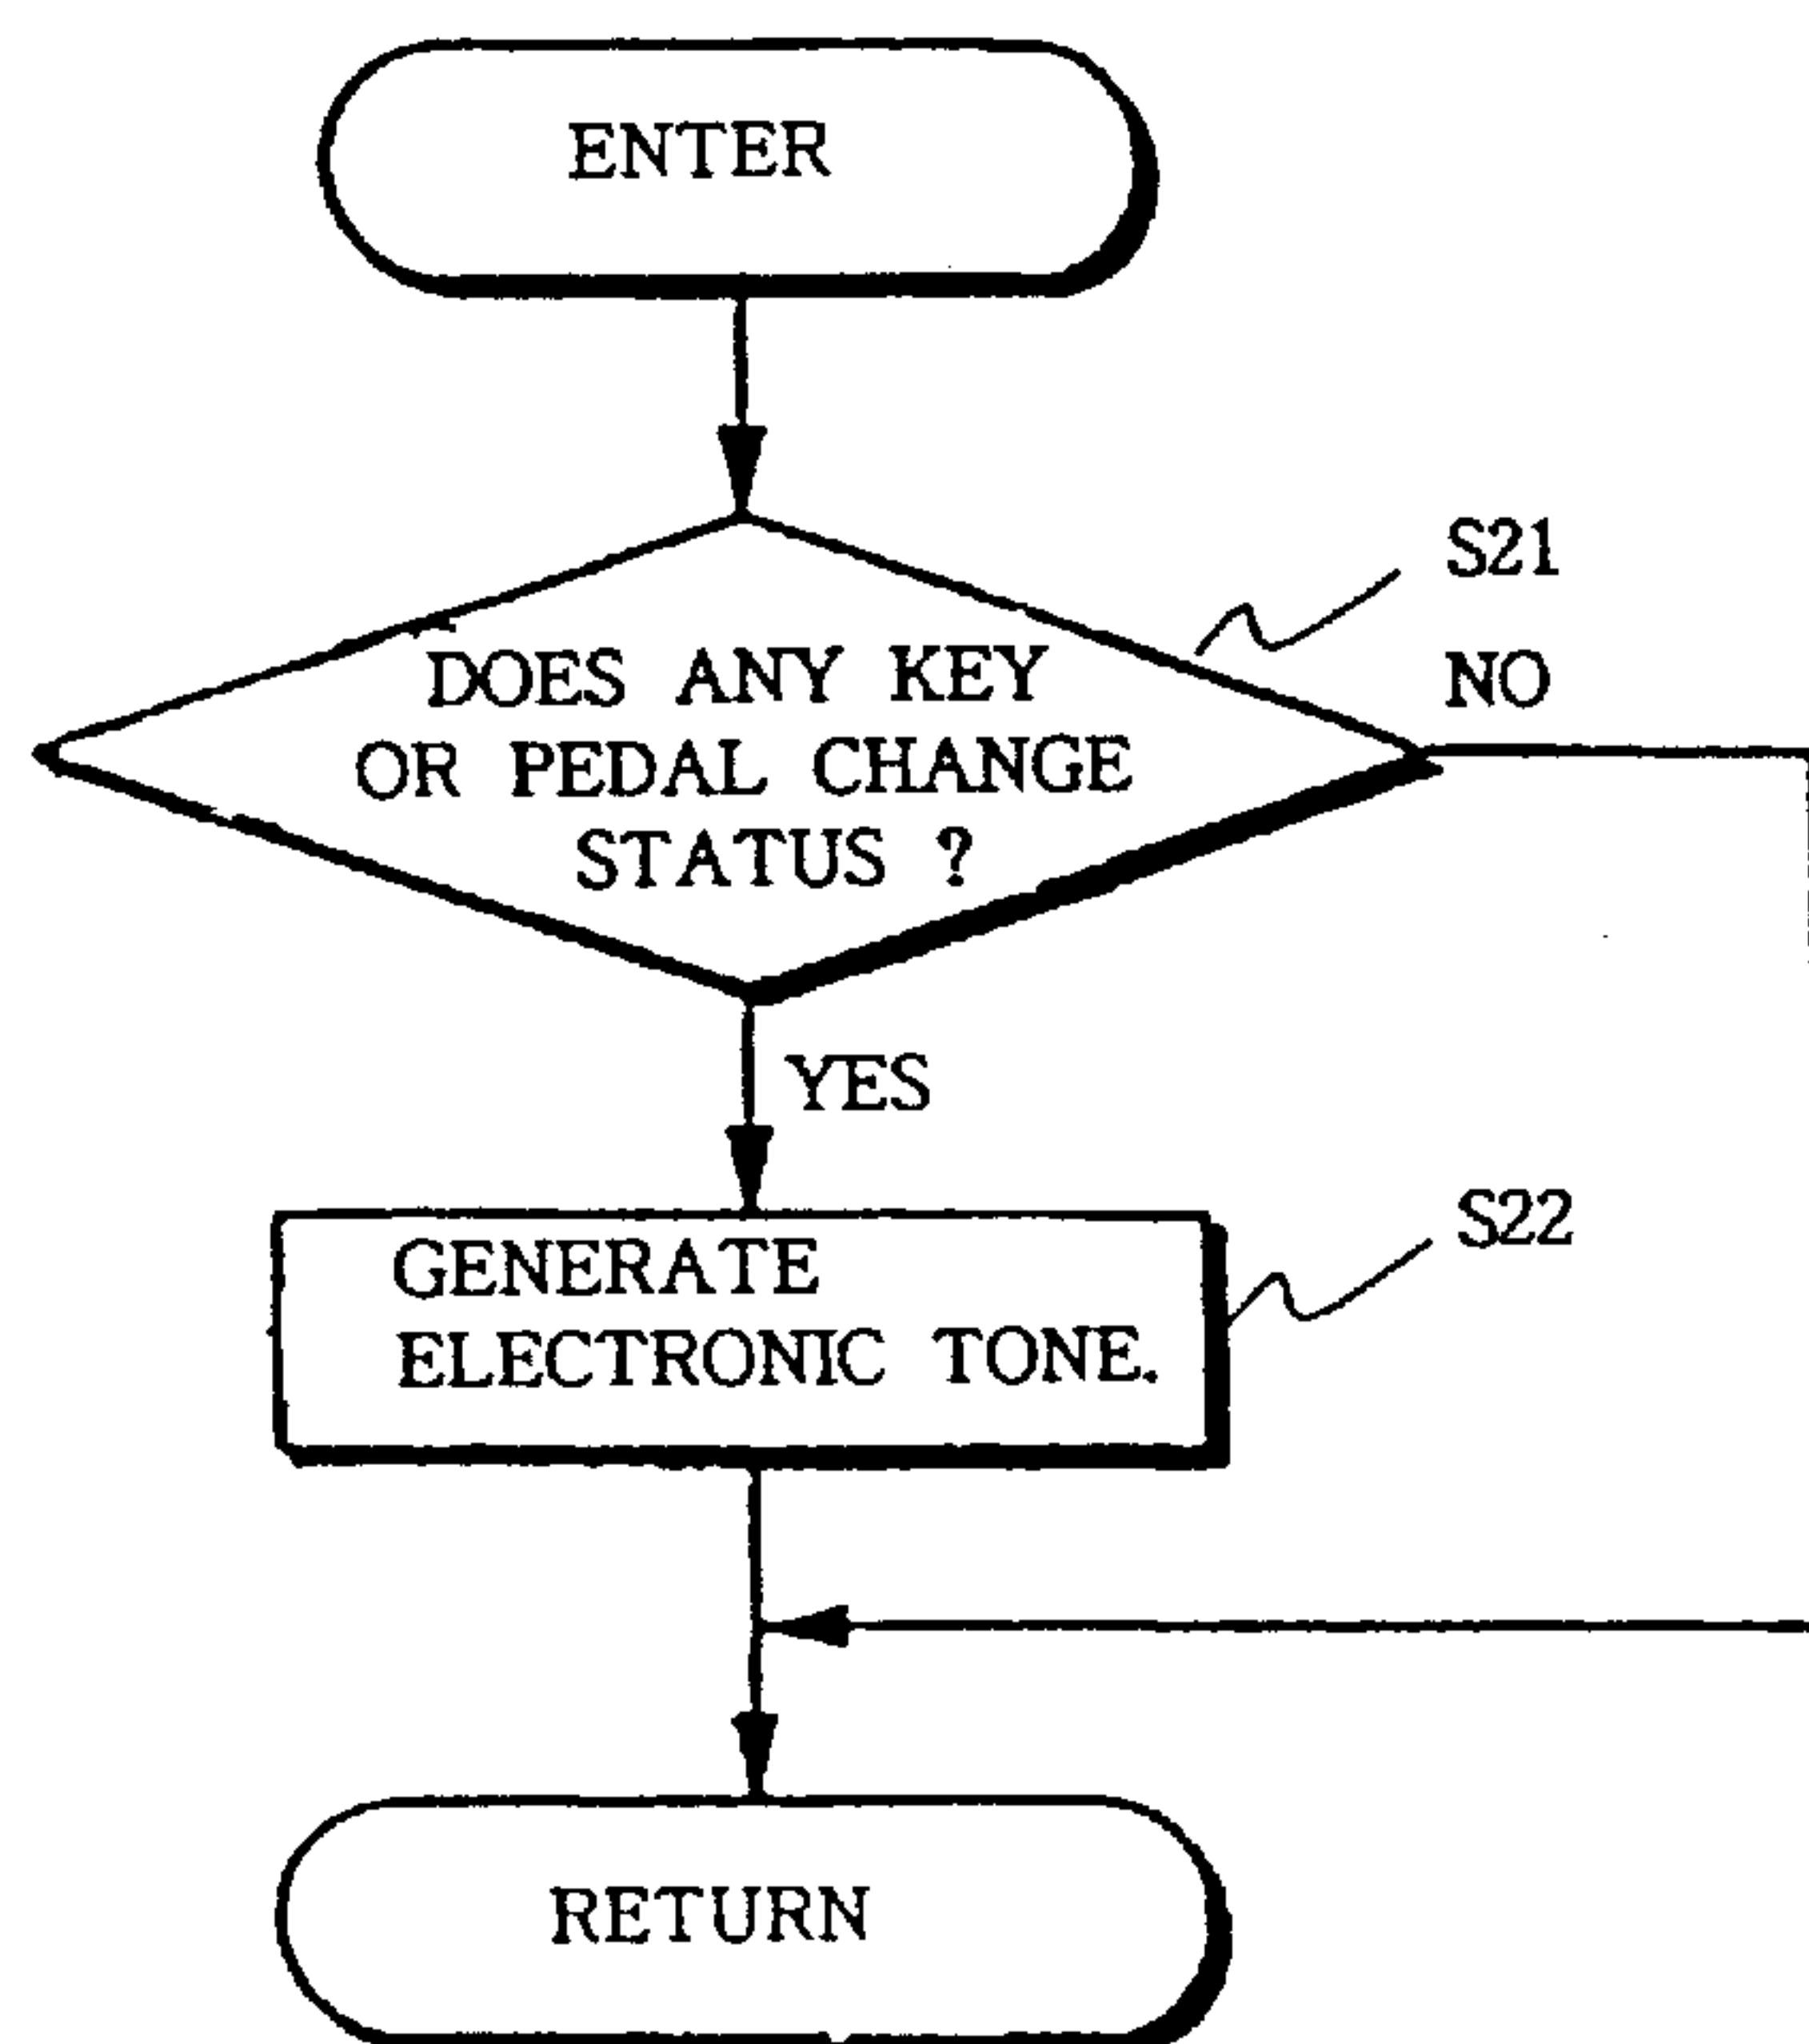 ENTER
S21
NO
DOES ANY KEY
OR PEDAL CHANGE
STATUS ?
YES
S22
GENERATE
ELECTRONIC TONE.
RETURN